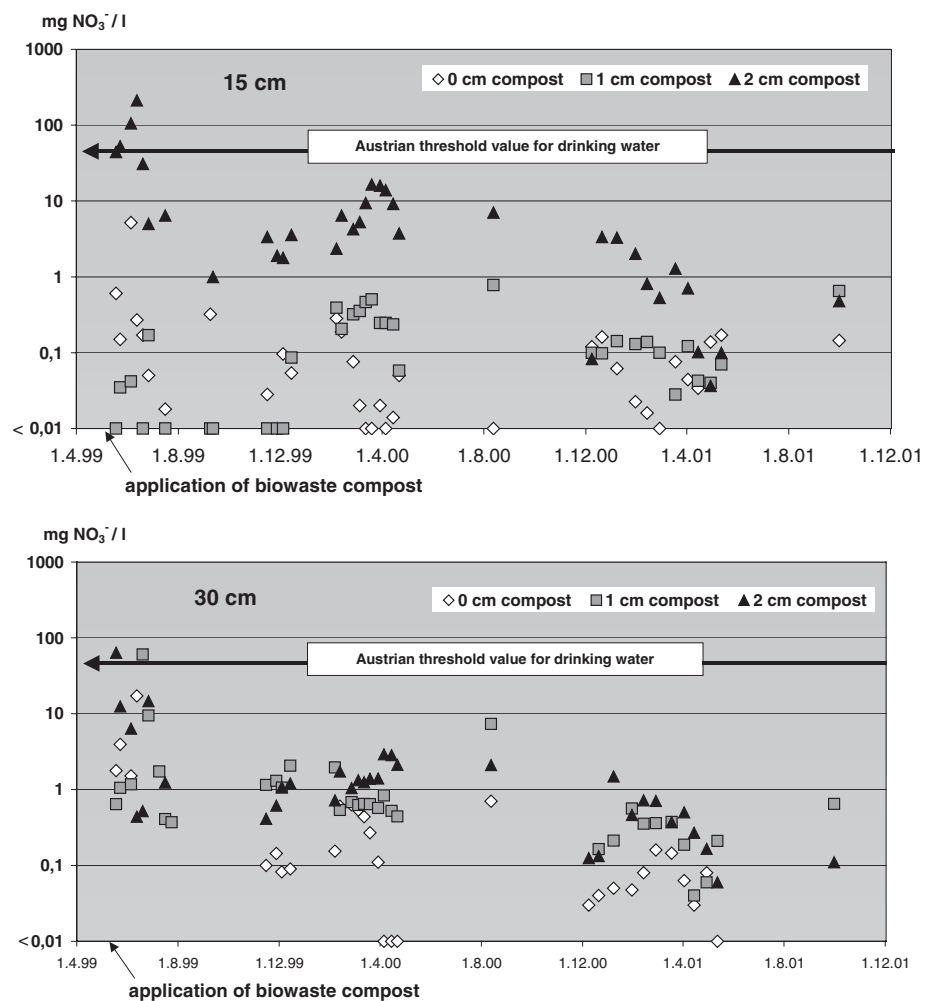 mg NO₃⁻/ l
1000
15 cm
0 cm compost 1 cm compost 2 cm compost
100
Austrian threshold value for drinking water
10
1
0,1
< 0,01
1.4.99 1.8.99 1.12.99 1.4.00 1.8.00 1.12.00 1.4.01 1.8.01 1.12.01
application of biowaste compost
mg NO₃⁻/ l
1000
30 cm
0 cm compost 1 cm compost 2 cm compost
100
Austrian threshold value for drinking water
10
1
0,1
< 0,01
1.4.99 1.8.99 1.12.99 1.4.00 1.8.00 1.12.00 1.4.01 1.8.01 1.12.01
application of biowaste compost